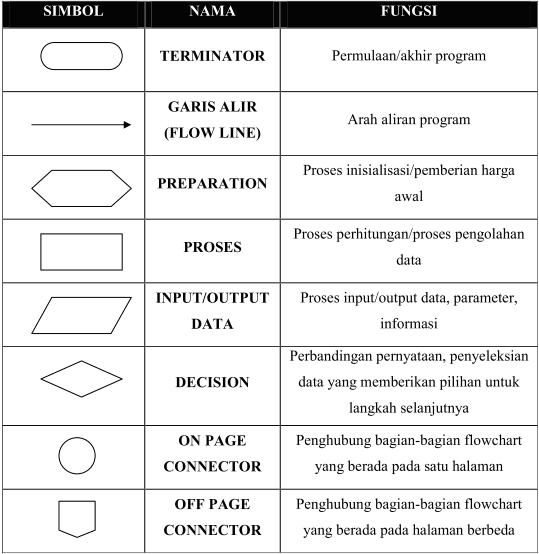 SIMBOL NAMA FUNGSI
TERMINATOR Permulaan/akhir program
GARIS ALIR
(FLOW LINE)
Arah aliran program
PREPARATION
Proses inisialisasi/pemberian harga
awal
PROSES
Proses perhitungan/proses pengolahan
data
INPUT/OUTPUT
DATA
Proses input/output data, parameter,
informasi
DECISION
Perbandingan pernyataan, penyeleksian
data yang memberikan pilihan untuk
langkah selanjutnya
ON PAGE
CONNECTOR
Penghubung bagian-bagian flowchart
yang berada pada satu halaman
OFF PAGE
CONNECTOR
Penghubung bagian-bagian flowchart
yang berada pada halaman berbeda